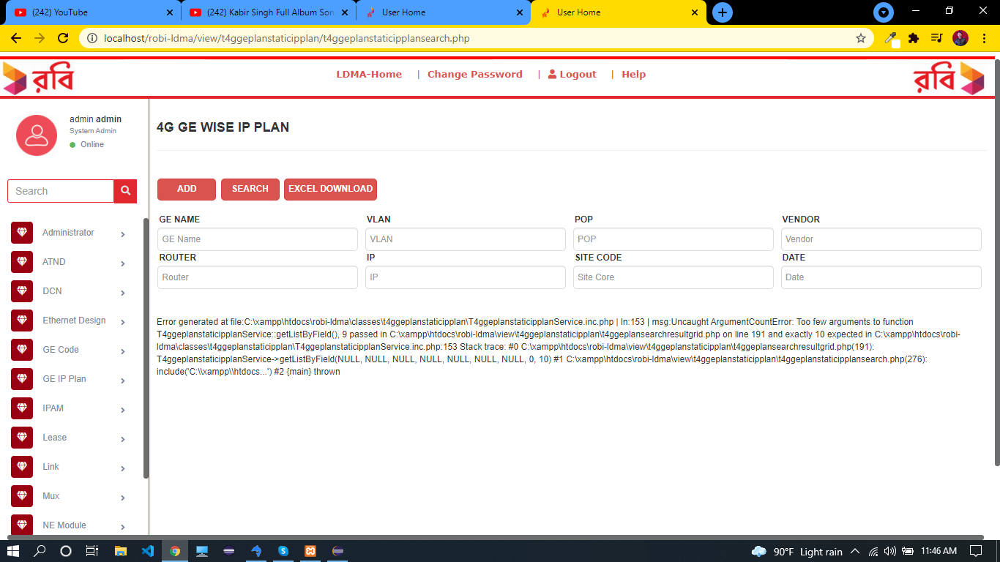 (242) YouTube
(242) Kabir Singh Full Album Son
User Home
User Home
localhost/robi-ldma/view/t4ggeplanstaticipplan/t4ggeplanstaticipplansearch.php
রবি
LDMA-Home | Change Password | Logout | Help
রবি
admin admin
System Admin
Online
Search
Administrator
ATND
DCN
Ethernet Design
GE Code
GE IP Plan
IPAM
Lease
Link
Mux
NE Module
4G GE WISE IP PLAN
ADD SEARCH EXCEL DOWNLOAD
GE NAME VLAN POP VENDOR
GE Name VLAN POP Vendor
ROUTER IP SITE CODE DATE
Router IP Site Core Date
Error generated at file:C:\xampp\htdocs\robi-ldma\classes\t4ggeplanstaticipplan\T4ggeplanstaticipplanService.inc.php | ln:153 | msg:Uncaught ArgumentCountError: Too few arguments to function
T4ggeplanstaticipplanService::getListByField(), 9 passed in C:\xampp\htdocs\robi-ldma\view\t4ggeplanstaticipplan\t4ggeplansearchresultgrid.php on line 191 and exactly 10 expected in C:\xampp\htdocs\robi-
ldma\classes\t4ggeplanstaticipplan\T4ggeplanstaticipplanService.inc.php:153 Stack trace: #0 C:\xampp\htdocs\robi-ldma\view\t4ggeplanstaticipplan\t4ggeplansearchresultgrid.php(191):
T4ggeplanstaticipplanService->getListByField(NULL, NULL, NULL, NULL, NULL, NULL, NULL, 0, 10) #1 C:\xampp\htdocs\robi-ldma\view\t4ggeplanstaticipplan\t4ggeplanstaticipplansearch.php(276):
include('C:\\xampp\\htdocs...') #2 {main} thrown
90°F Light rain 11:46 AM